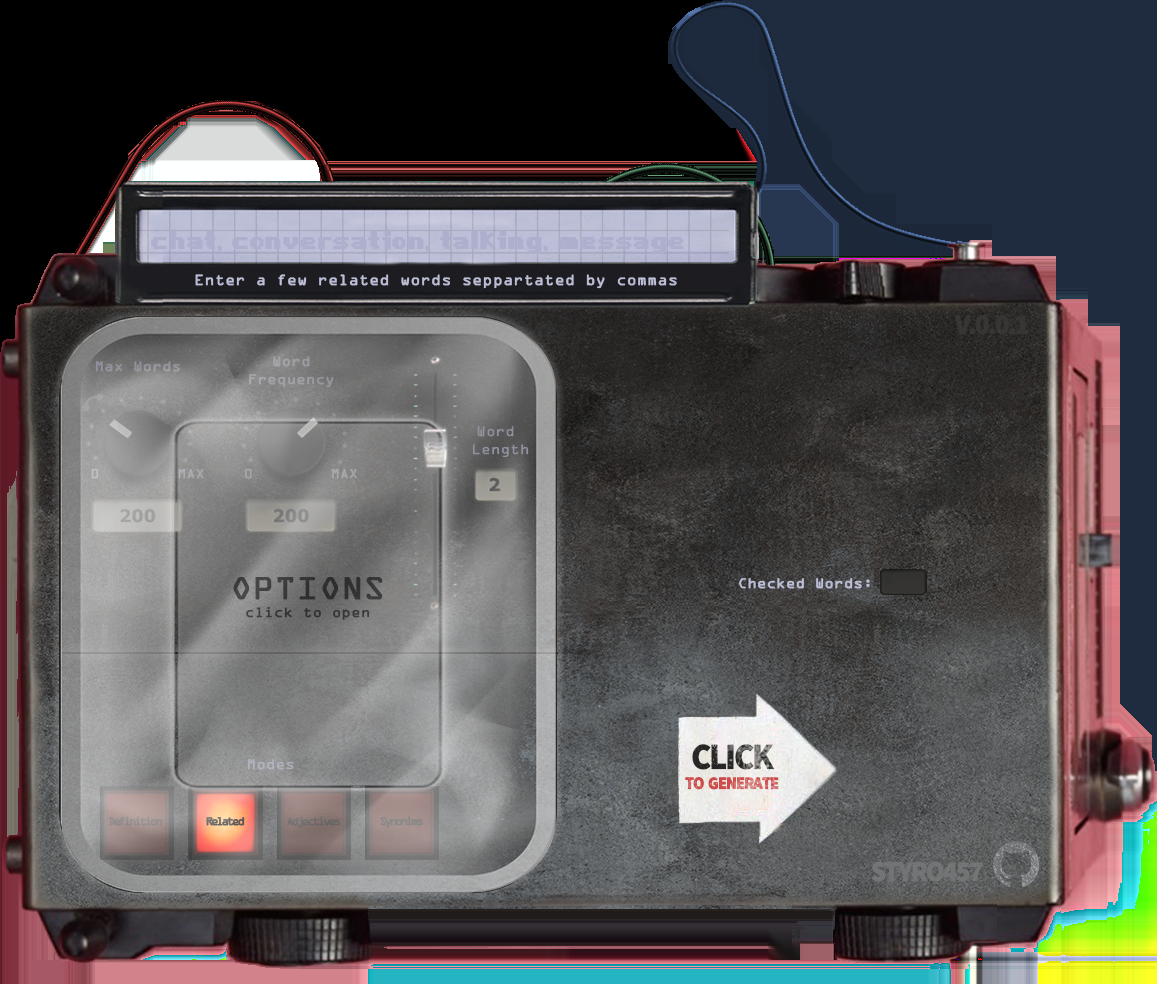 chat, conversation, talking, message
Enter a few related words seppartated by commas
V.0.0.1
Max Words
Word
Frequency
Word
Length
0
MAX
0
MAX
2
200
200
OPTIONS
click to open
Checked Words:
CLICK
TO GENERATE
Modes
Definition
Related
Adjectives
Synonims
STYRO457